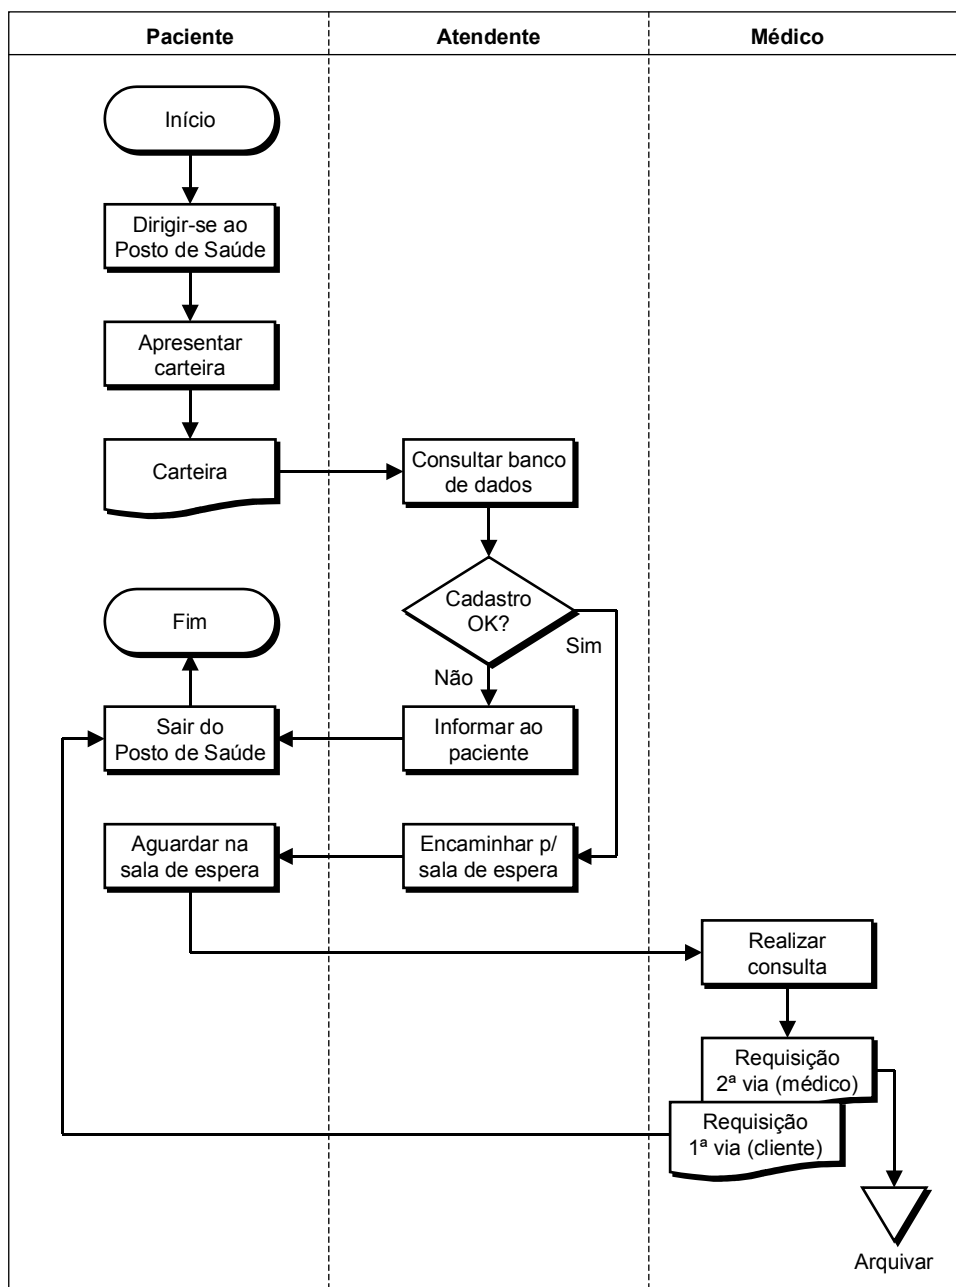 Paciente
Atendente
Médico
Início
Dirigir-se ao
Posto de Saúde
Apresentar
carteira
Carteira
Consultar banco
de dados
Cadastro
OK?
Sim
Não
Fim
Sair do
Posto de Saúde
Informar ao
paciente
Aguardar na
sala de espera
Encaminhar p/
sala de espera
Realizar
consulta
Requisição
2ª via (médico)
Requisição
1ª via (cliente)
Arquivar